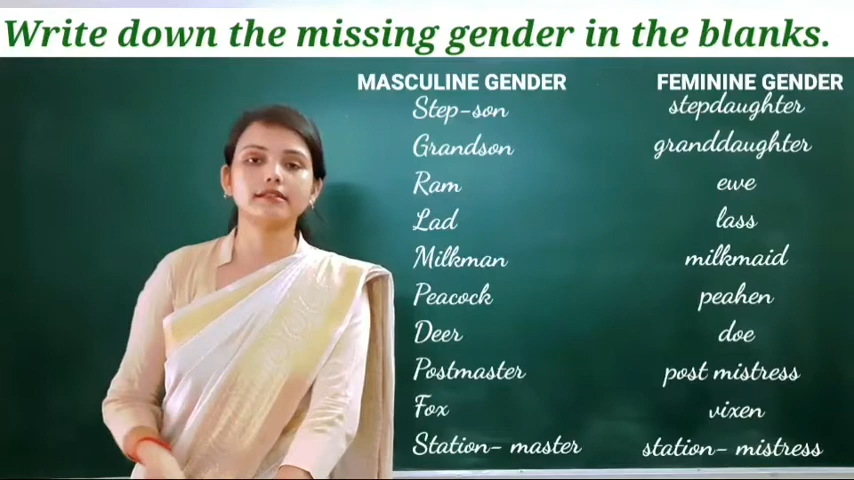 Write down the missing gender in the blanks.
MASCULINE GENDER FEMININE GENDER
Step-son stepdaughter
Grandson granddaughter
Ram ewe
Lad lass
Milkman milkmaid
Peacock peahen
Deer doe
Postmaster post mistress
Fox vixen
Station- master station- mistress